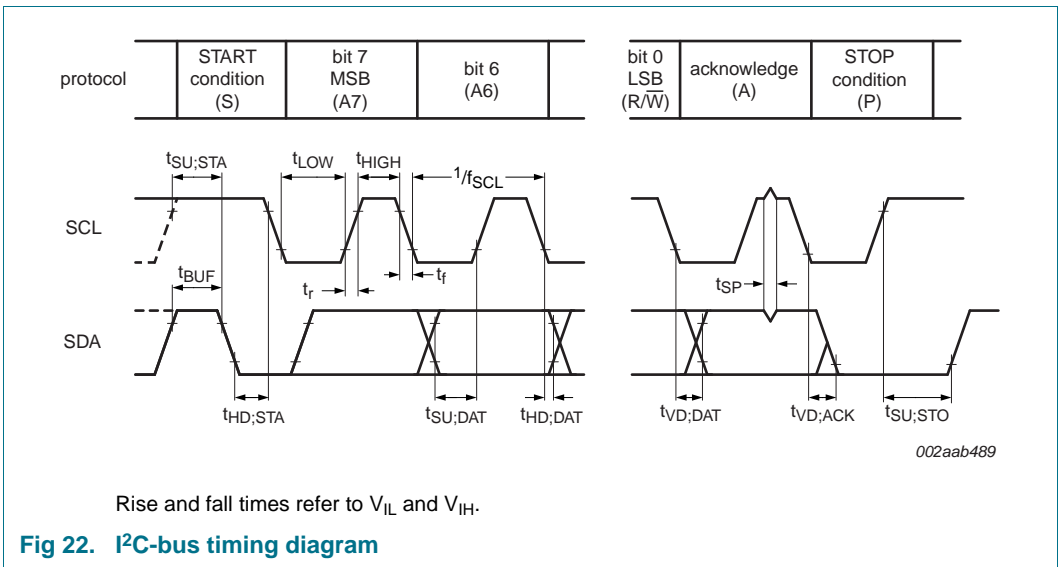 protocol
START
condition
(S)
bit 7
MSB
(A7)
bit 6
(A6)
bit 0
LSB
(R/W̅)
acknowledge
(A)
STOP
condition
(P)
tSU;STA
tLOW
tHIGH
1/fSCL
SCL
tBUF
tr
tf
tSP
SDA
tHD;STA
tSU;DAT
tHD;DAT
tVD;DAT
tVD;ACK
tSU;STO
002aab489
Rise and fall times refer to VIL and VIH.
Fig 22. I²C-bus timing diagram